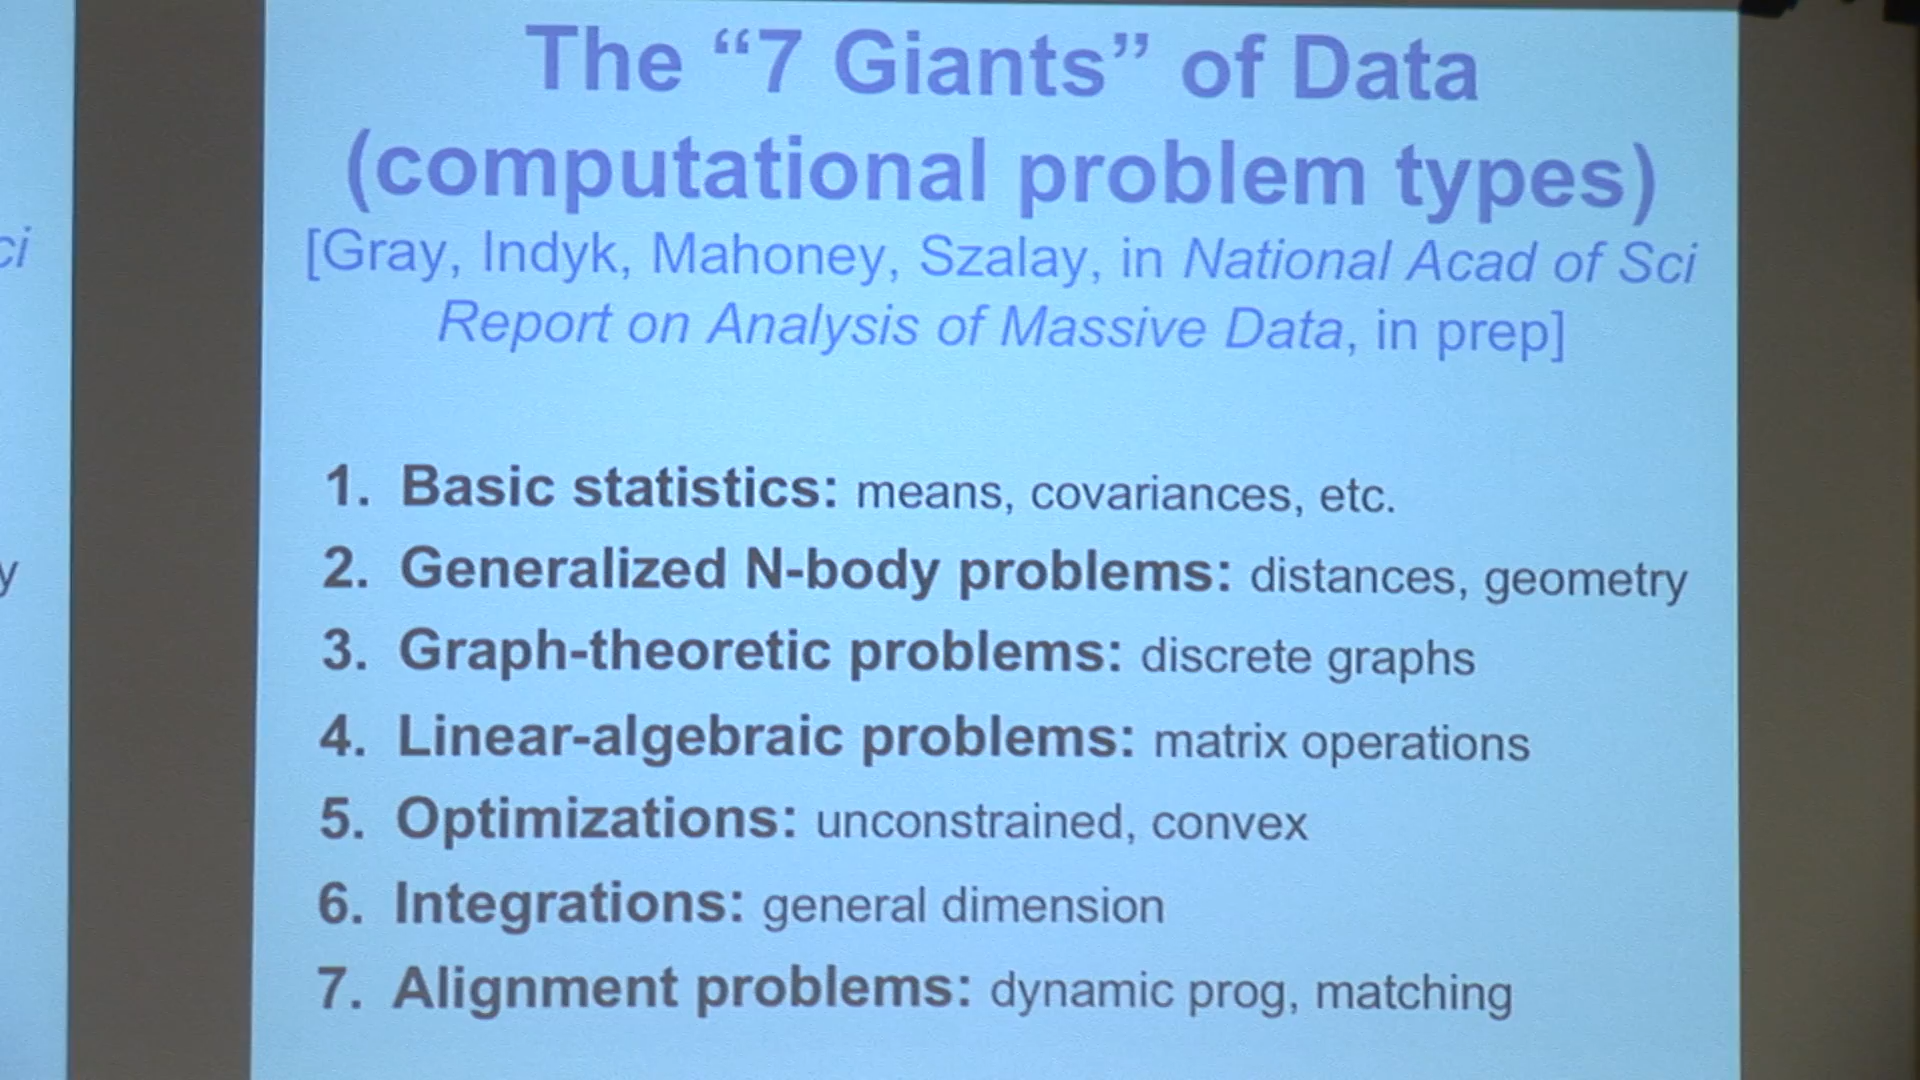 The “7 Giants” of Data
(computational problem types)
[Gray, Indyk, Mahoney, Szalay, in National Acad of Sci
Report on Analysis of Massive Data, in prep]
1. Basic statistics: means, covariances, etc.
2. Generalized N-body problems: distances, geometry
3. Graph-theoretic problems: discrete graphs
4. Linear-algebraic problems: matrix operations
5. Optimizations: unconstrained, convex
6. Integrations: general dimension
7. Alignment problems: dynamic prog, matching